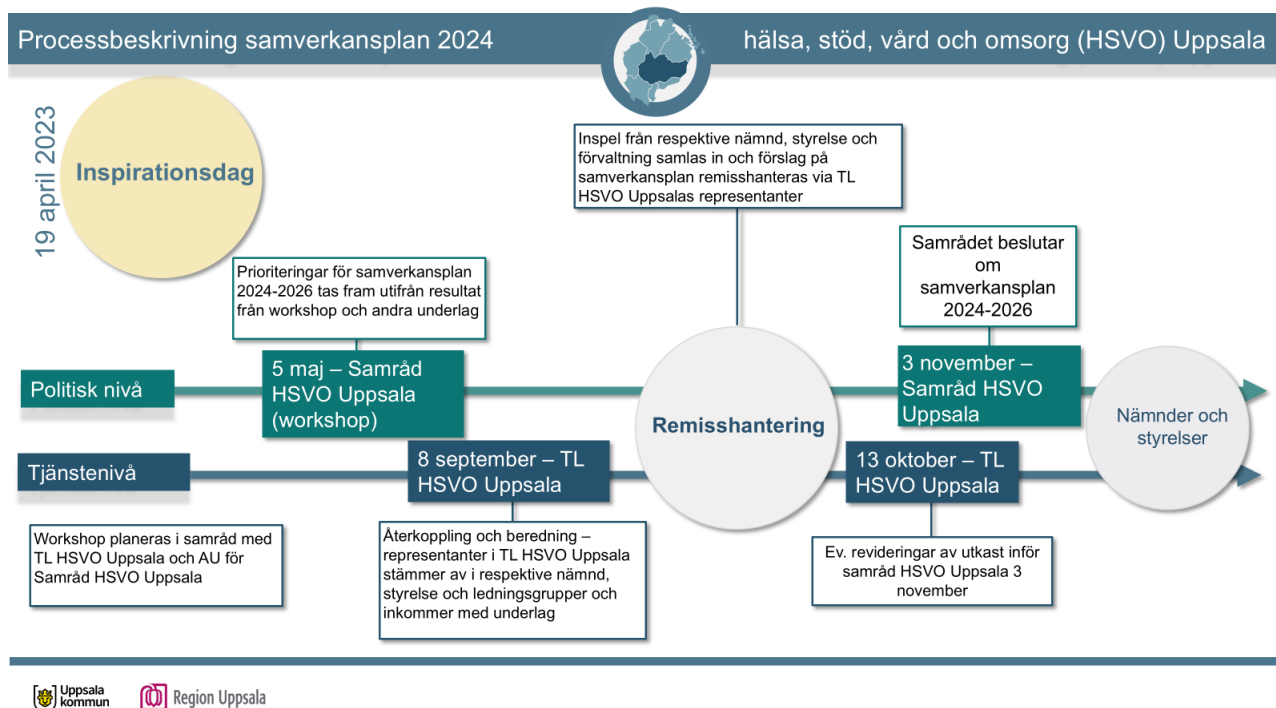 Processbeskrivning samverkansplan 2024
hälsa, stöd, vård och omsorg (HSVO) Uppsala
19 april 2023
Inspirationsdag
Inspel från respektive nämnd, styrelse och
förvaltning samlas in och förslag på
samverkansplan remisshanteras via TL
HSVO Uppsalas representanter
Prioriteringar för samverkansplan
2024-2026 tas fram utifrån resultat
från workshop och andra underlag
Samrådet beslutar
om
samverkansplan
2024-2026
Politisk nivå
5 maj – Samråd
HSVO Uppsala
(workshop)
Remisshantering
3 november –
Samråd HSVO
Uppsala
Nämnder och
styrelser
Tjänstenivå
8 september – TL
HSVO Uppsala
13 oktober – TL
HSVO Uppsala
Workshop planeras i samråd med
TL HSVO Uppsala och AU för
Samråd HSVO Uppsala
Återkoppling och beredning –
representanter i TL HSVO Uppsala
stämmer av i respektive nämnd,
styrelse och ledningsgrupper och
inkommer med underlag
Ev. revideringar av utkast inför
samråd HSVO Uppsala 3
november
Uppsala
kommun
Region Uppsala